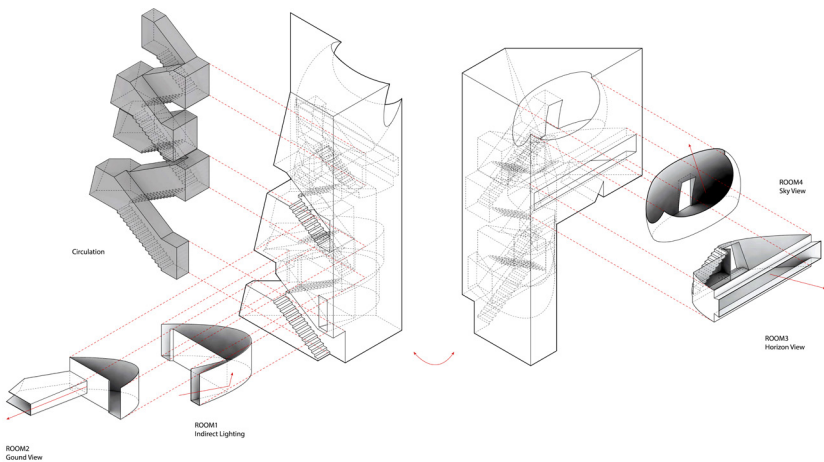 ROOM4
Sky View
Circulation
ROOM3
Horizon View
ROOM1
Indirect Lighting
ROOM2
Gound View